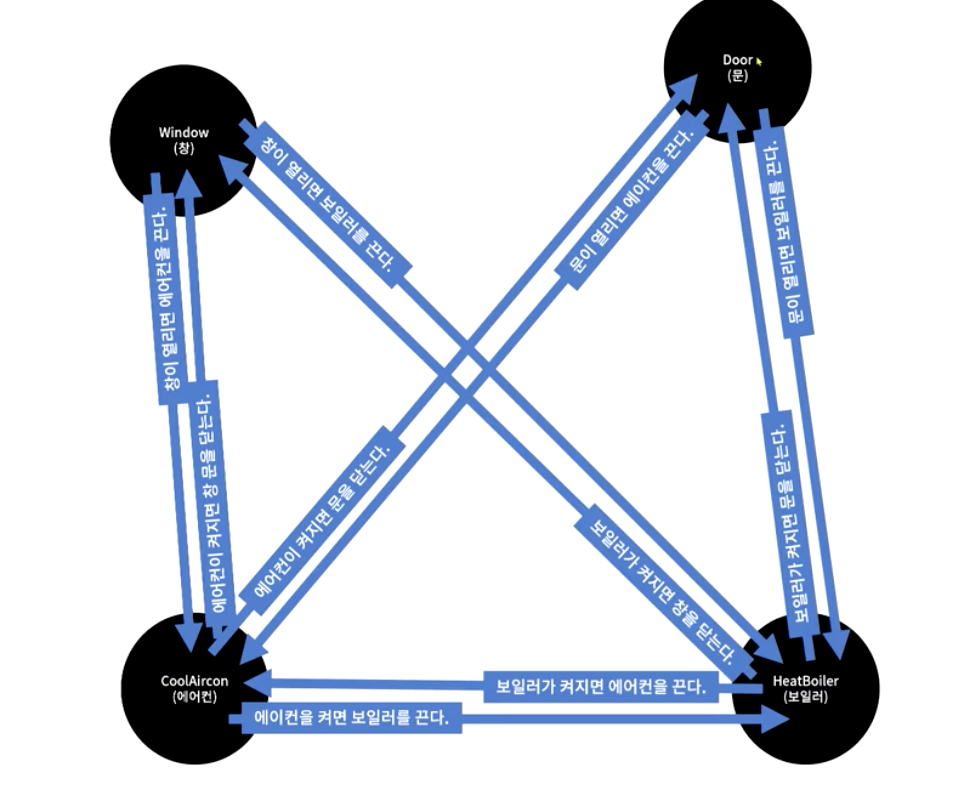 Door
(문)
Window
(창)
창이 열리면 보일러를 끈다.
문이 열리면 에이컨을 끈다.
문이 열리면 보일러를 끈다.
창이 열리면 에어컨을 끈다.
에어컨이 켜지면 창 문을 닫는다.
에어컨이 켜지면 문을 닫는다.
보일러가 켜지면 창을 닫는다.
보일러가 켜지면 문을 닫는다.
CoolAircon
(에어컨)
HeatBoiler
(보일러)
보일러가 켜지면 에어컨을 끈다.
에이컨을 켜면 보일러를 끈다.